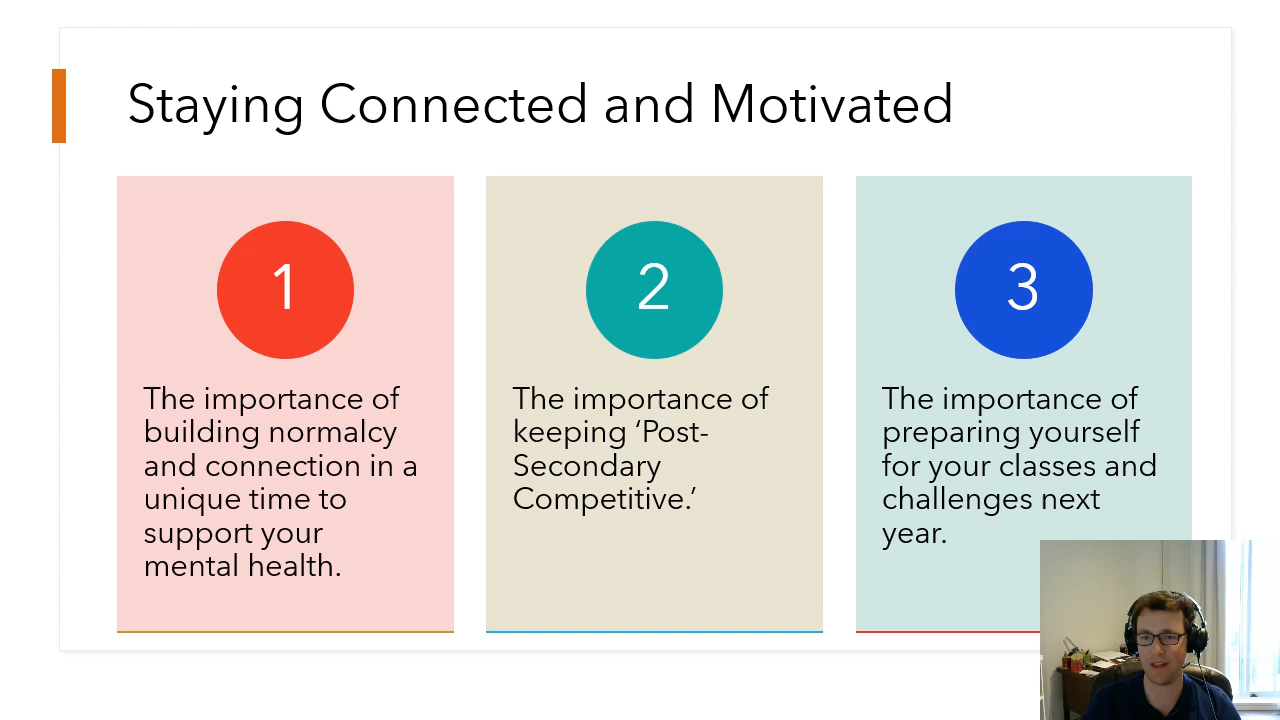 Staying Connected and Motivated
1
The importance of
building normalcy
and connection in a
unique time to
support your
mental health.
2
The importance of
keeping ‘Post-
Secondary
Competitive.’
3
The importance of
preparing yourself
for your classes and
challenges next
year.